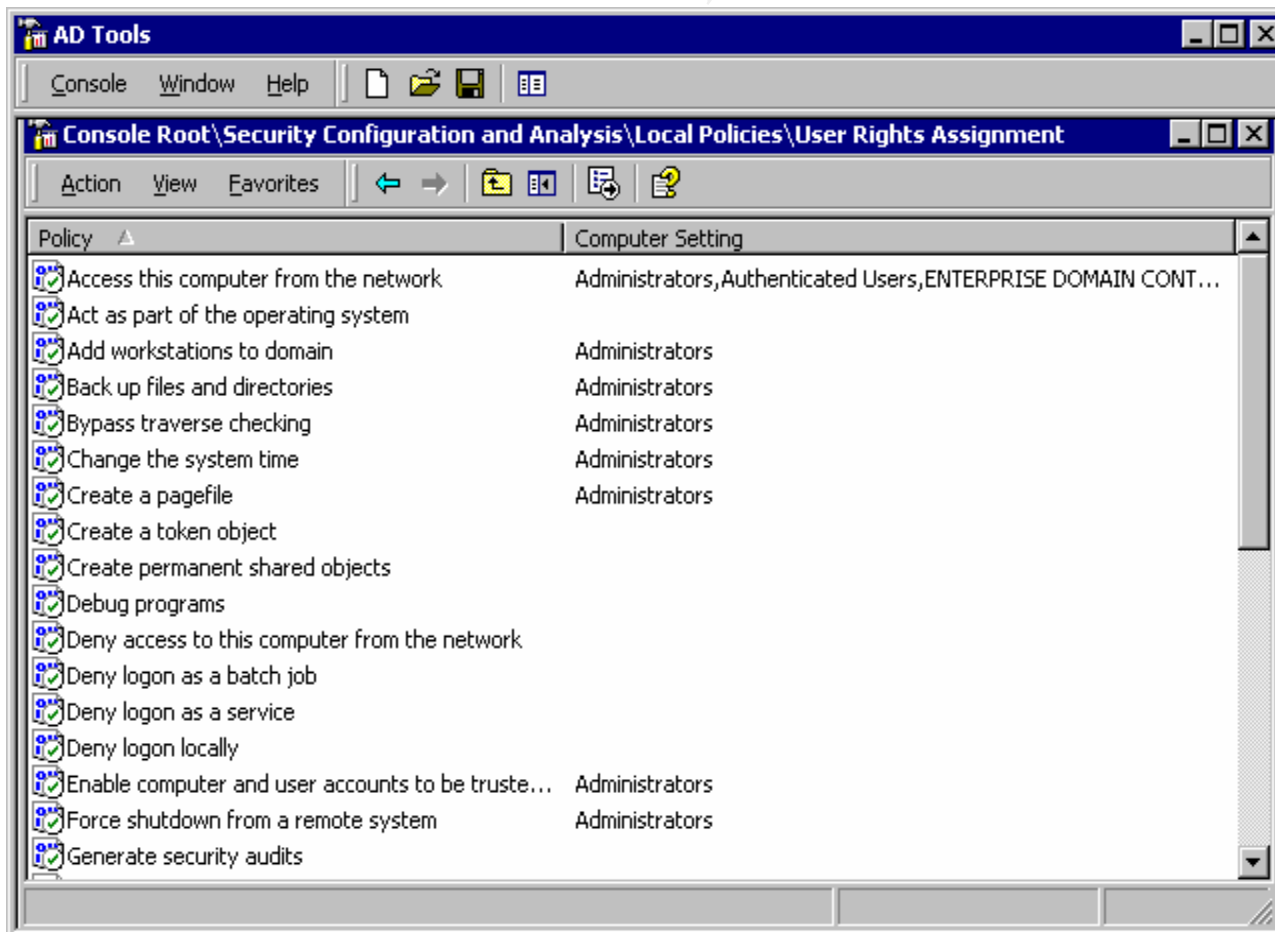 AD Tools
Console Window Help
Console Root\Security Configuration and Analysis\Local Policies\User Rights Assignment
Action View Favorites
Policy Computer Setting
Access this computer from the network Administrators,Authenticated Users,ENTERPRISE DOMAIN CONT...
Act as part of the operating system
Add workstations to domain Administrators
Back up files and directories Administrators
Bypass traverse checking Administrators
Change the system time Administrators
Create a pagefile Administrators
Create a token object
Create permanent shared objects
Debug programs
Deny access to this computer from the network
Deny logon as a batch job
Deny logon as a service
Deny logon locally
Enable computer and user accounts to be truste... Administrators
Force shutdown from a remote system Administrators
Generate security audits